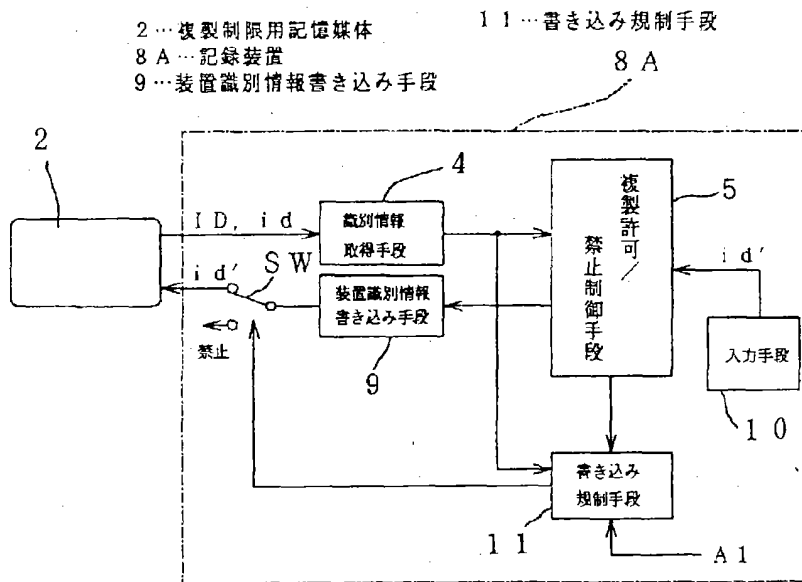 2…複製制限用記憶媒体
11…書き込み規制手段
8A…記録装置
9…装置識別情報書き込み手段
8A
2
4
5
ID, id
識別情報
取得手段
複製許可/
禁止制御手段
id'
id'
SW
装置識別情報
書き込み手段
禁止
9
入力手段
10
書き込み
規制手段
11
A1